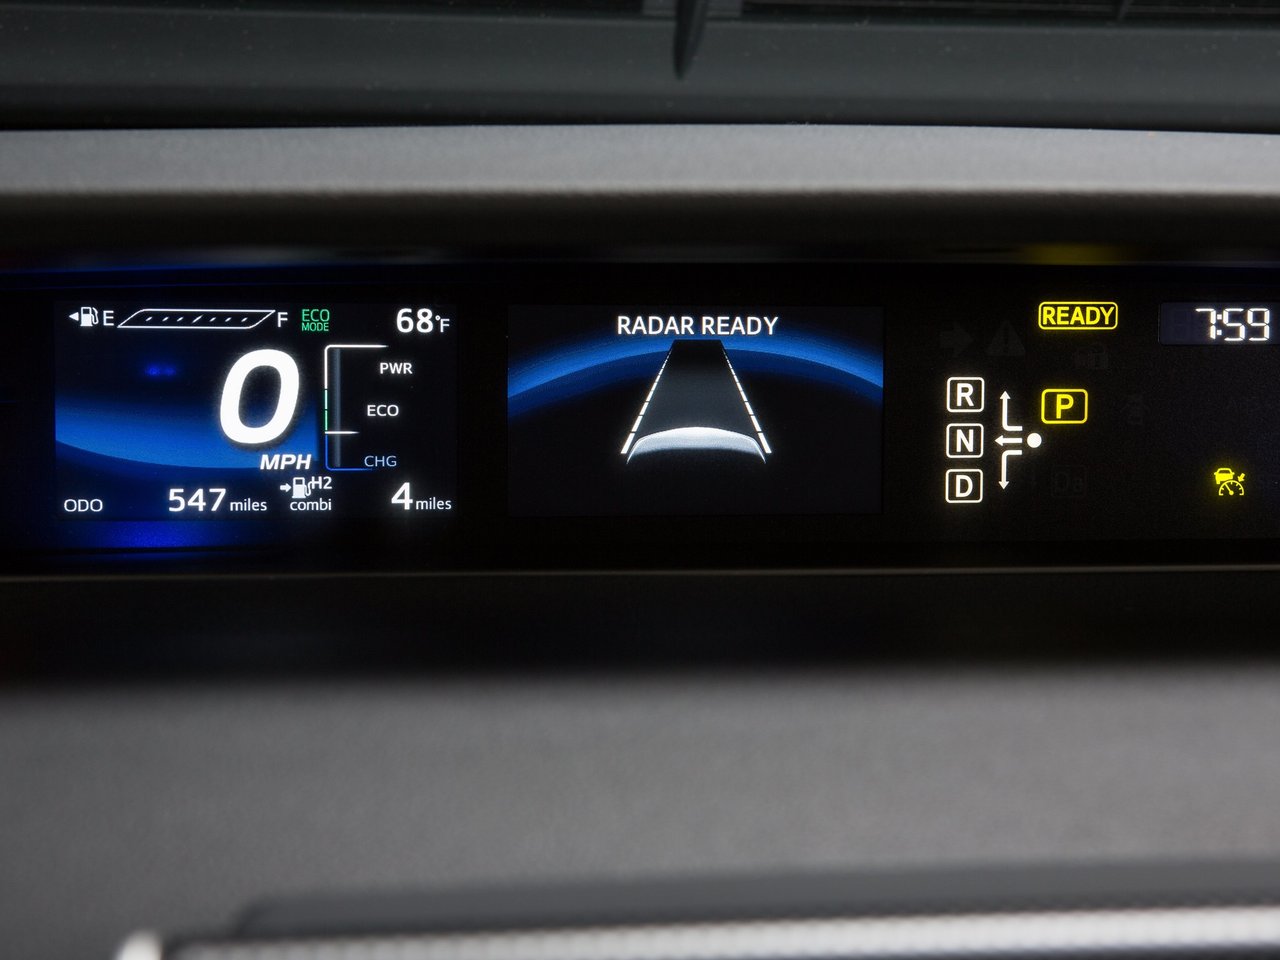 E F ECO MODE 68°F
0 MPH
PWR
ECO
CHG
ODO 547 miles H2 combi 4 miles
RADAR READY
READY 7:59
R
N
D
P